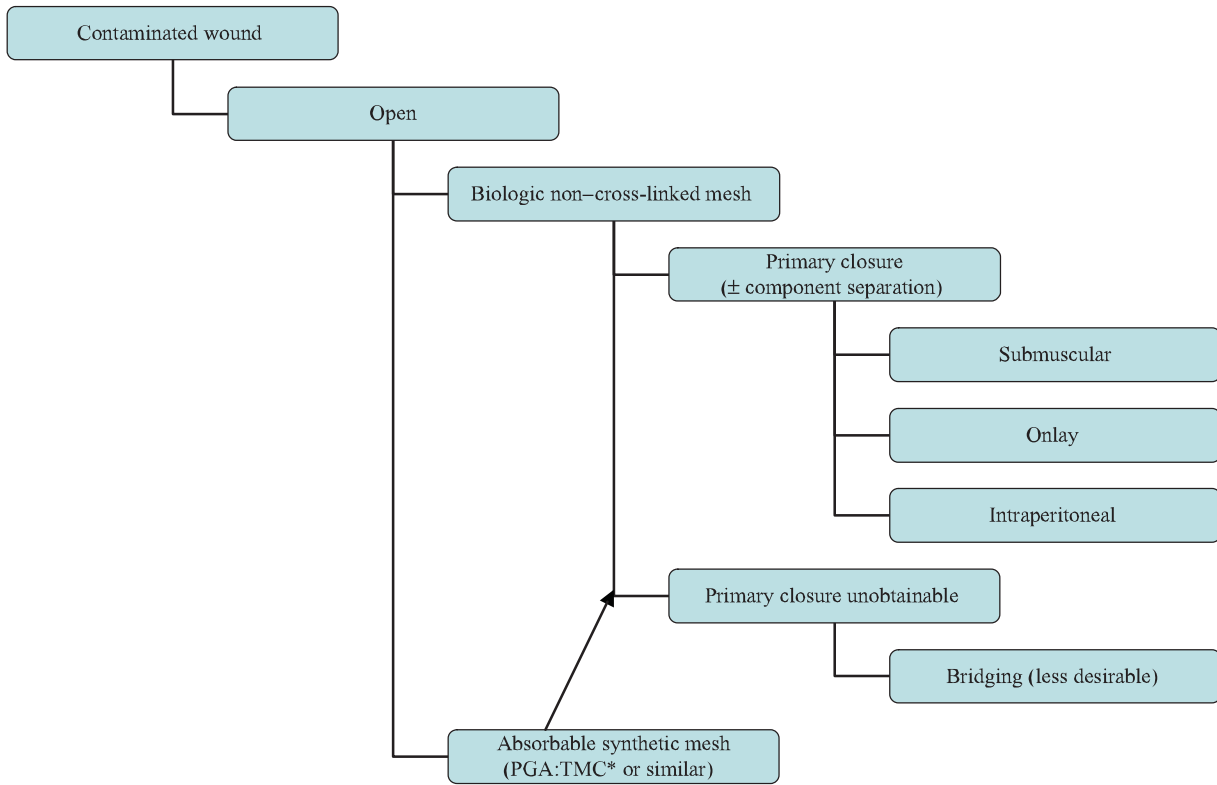 Contaminated wound
Open
Biologic non–cross-linked mesh
Primary closure
(± component separation)
Submuscular
Onlay
Intraperitoneal
Primary closure unobtainable
Bridging (less desirable)
Absorbable synthetic mesh
(PGA:TMC* or similar)